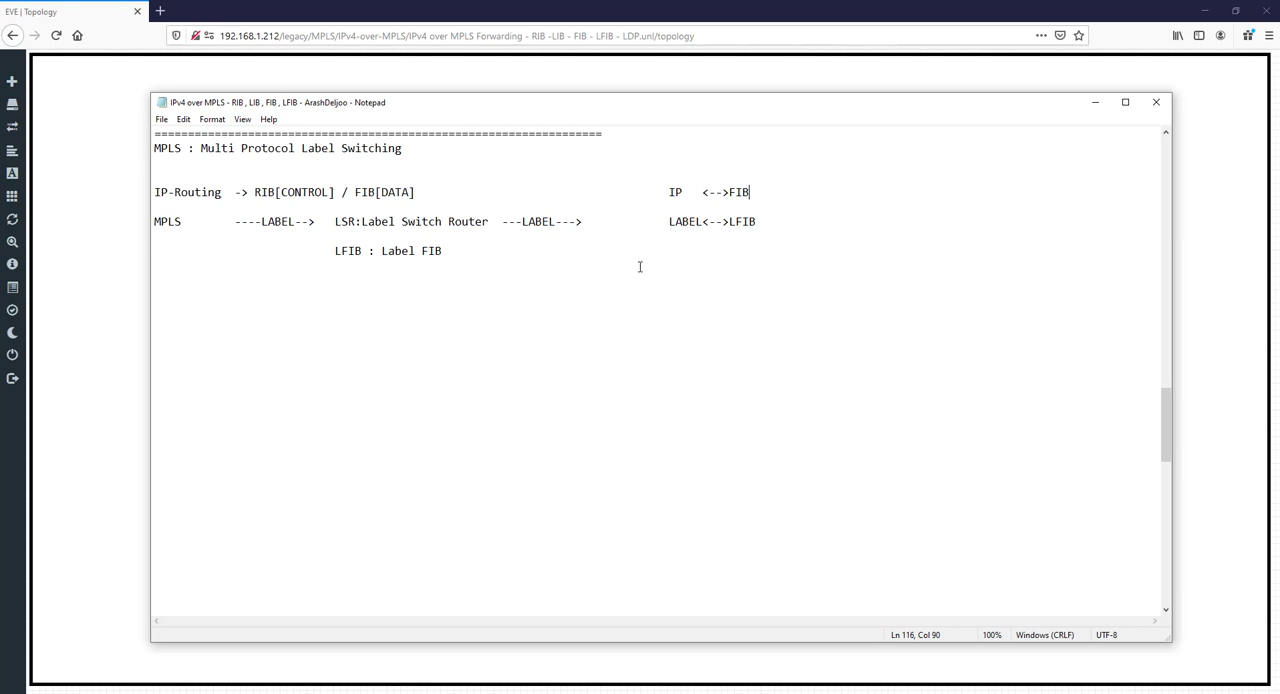 EVE | Topology
192.168.1.212/legacy/MPLS/IPv4-over-MPLS/IPv4 over MPLS Forwarding - RIB -LIB - FIB - LFIB - LDP.unl/topology
IPv4 over MPLS - RIB , LIB , FIB , LFIB - ArashDeljoo - Notepad
File Edit Format View Help
===================================================================
MPLS : Multi Protocol Label Switching
IP-Routing -> RIB[CONTROL] / FIB[DATA] IP <-->FIB
MPLS ----LABEL--> LSR:Label Switch Router ---LABEL---> LABEL<-->LFIB
LFIB : Label FIB
Ln 116, Col 90 100% Windows (CRLF) UTF-8